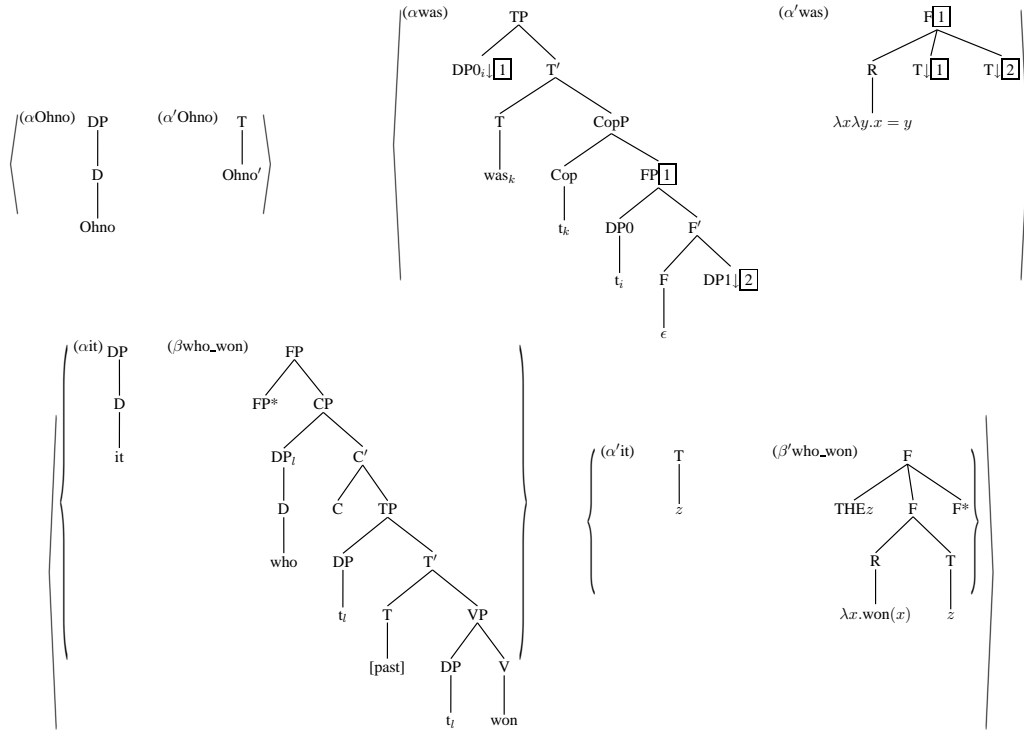 (αwas) TP (α′was) F 1
DP0ᵢ↓ 1 T′ R T↓ 1 T↓ 2
(αOhno) DP (α′Ohno) T T CopP λxλy.x = y
D Ohno′ wasₖ Cop FP 1
Ohno tₖ DP0 F′
tᵢ F DP1↓ 2
ϵ
(αit) DP (βwho_won) FP
D FP* CP
it DPₗ C′ (α′it) T (β′who_won) F
D C TP z THEz F F*
who DP T′ R T
tₗ T VP λx.won(x) z
[past] DP V
tₗ won